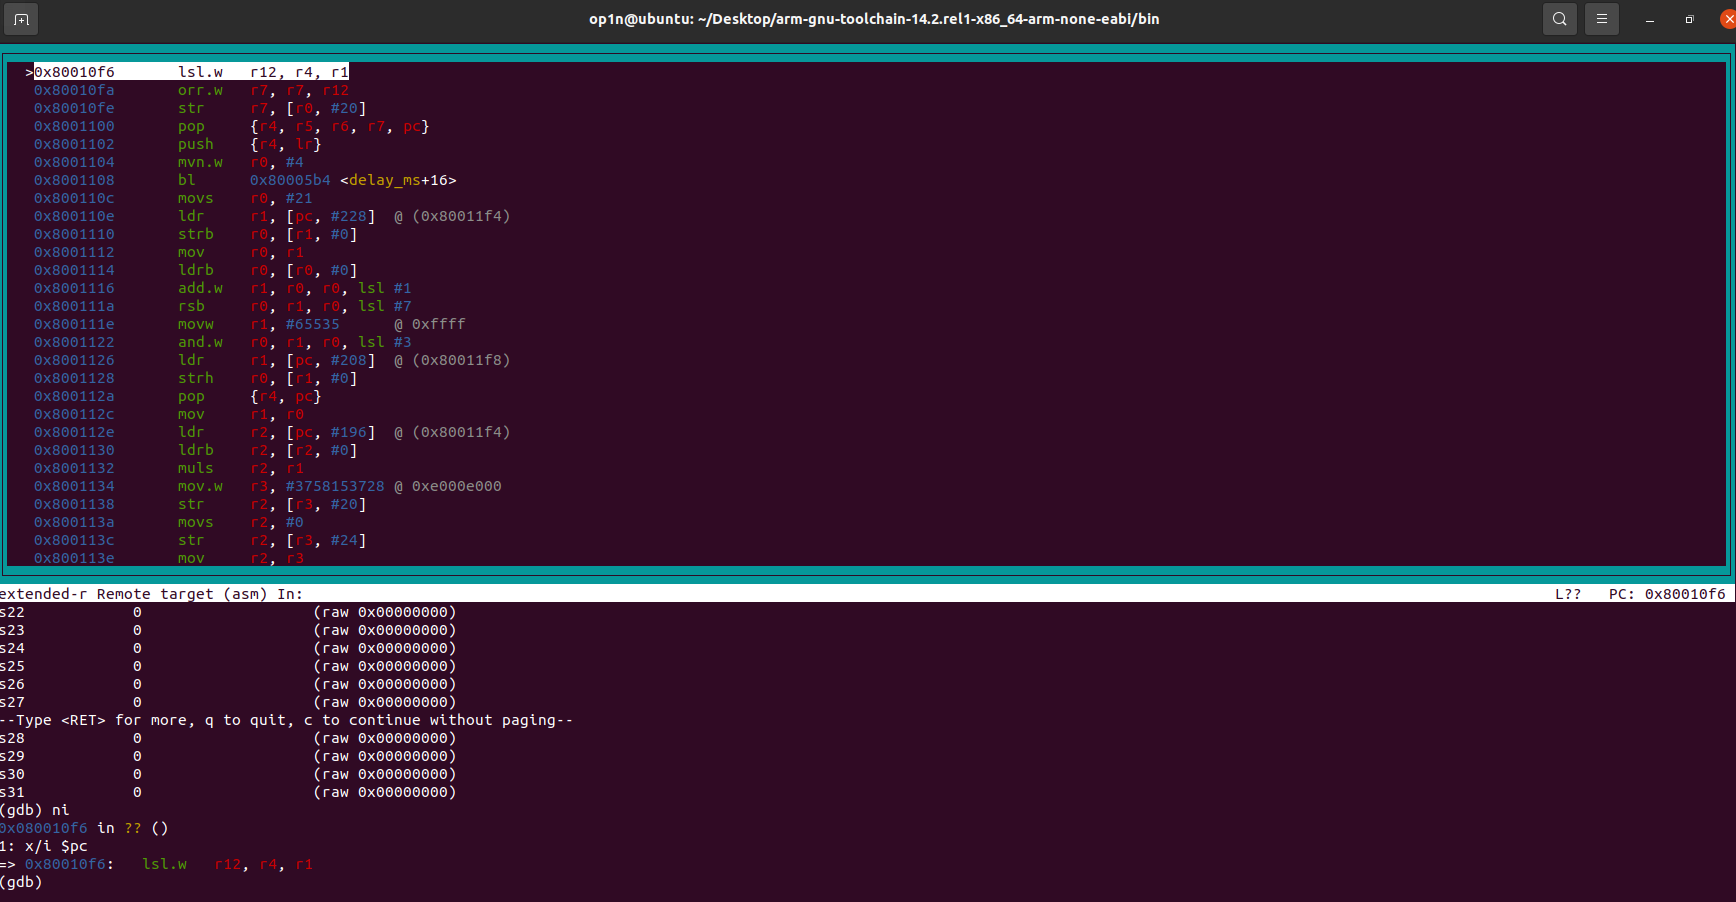 op1n@ubuntu: ~/Desktop/arm-gnu-toolchain-14.2.rel1-x86_64-arm-none-eabi/bin
>0x80010f6       lsl.w   r12, r4, r1
0x80010fa       orr.w   r7, r7, r12
0x80010fe       str     r7, [r0, #20]
0x8001100       pop     {r4, r5, r6, r7, pc}
0x8001102       push    {r4, lr}
0x8001104       mvn.w   r0, #4
0x8001108       bl      0x80005b4 <delay_ms+16>
0x800110c       movs    r0, #21
0x800110e       ldr     r1, [pc, #228]  @ (0x80011f4)
0x8001110       strb    r0, [r1, #0]
0x8001112       mov     r0, r1
0x8001114       ldrb    r0, [r0, #0]
0x8001116       add.w   r1, r0, r0, lsl #1
0x800111a       rsb     r0, r1, r0, lsl #7
0x800111e       movw    r1, #65535      @ 0xffff
0x8001122       and.w   r0, r1, r0, lsl #3
0x8001126       ldr     r1, [pc, #208]  @ (0x80011f8)
0x8001128       strh    r0, [r1, #0]
0x800112a       pop     {r4, pc}
0x800112c       mov     r1, r0
0x800112e       ldr     r2, [pc, #196]  @ (0x80011f4)
0x8001130       ldrb    r2, [r2, #0]
0x8001132       muls    r2, r1
0x8001134       mov.w   r3, #3758153728 @ 0xe000e000
0x8001138       str     r2, [r3, #20]
0x800113a       movs    r2, #0
0x800113c       str     r2, [r3, #24]
0x800113e       mov     r2, r3
extended-r Remote target (asm) In:                    L??   PC: 0x80010f6
s22            0                   (raw 0x00000000)
s23            0                   (raw 0x00000000)
s24            0                   (raw 0x00000000)
s25            0                   (raw 0x00000000)
s26            0                   (raw 0x00000000)
s27            0                   (raw 0x00000000)
--Type <RET> for more, q to quit, c to continue without paging--
s28            0                   (raw 0x00000000)
s29            0                   (raw 0x00000000)
s30            0                   (raw 0x00000000)
s31            0                   (raw 0x00000000)
(gdb) ni
0x080010f6 in ?? ()
1: x/i $pc
=> 0x80010f6:   lsl.w   r12, r4, r1
(gdb)